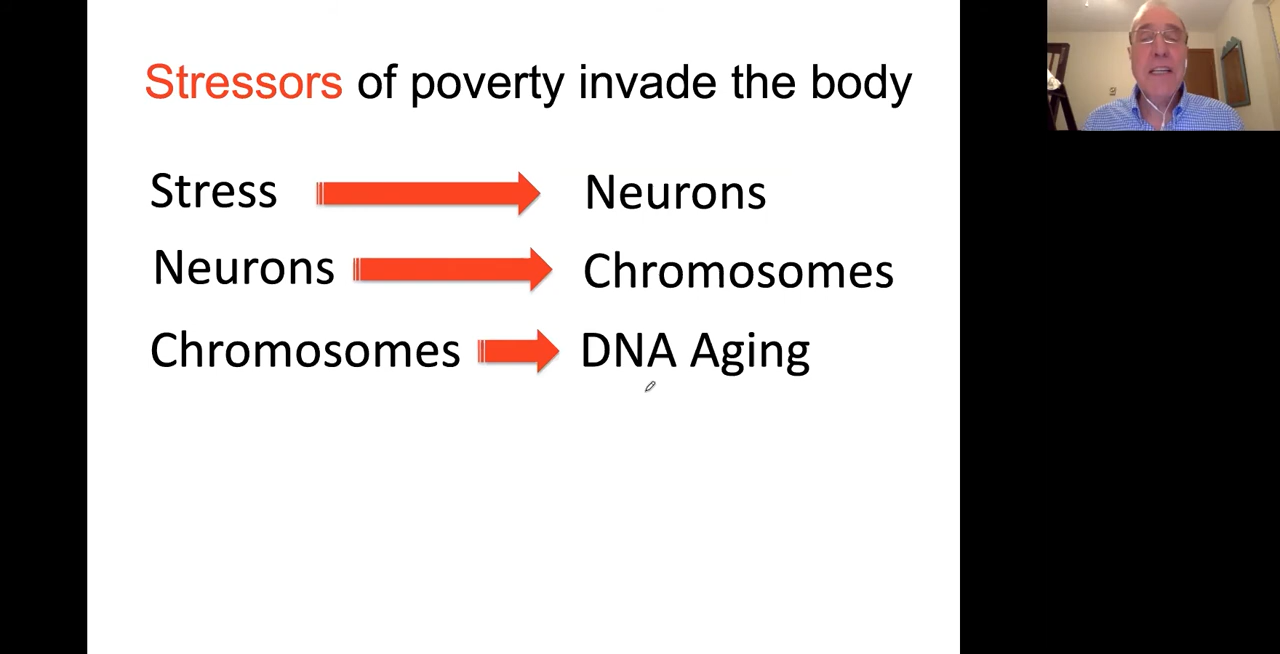 Stressors of poverty invade the body
Stress Neurons
Neurons Chromosomes
Chromosomes DNA Aging